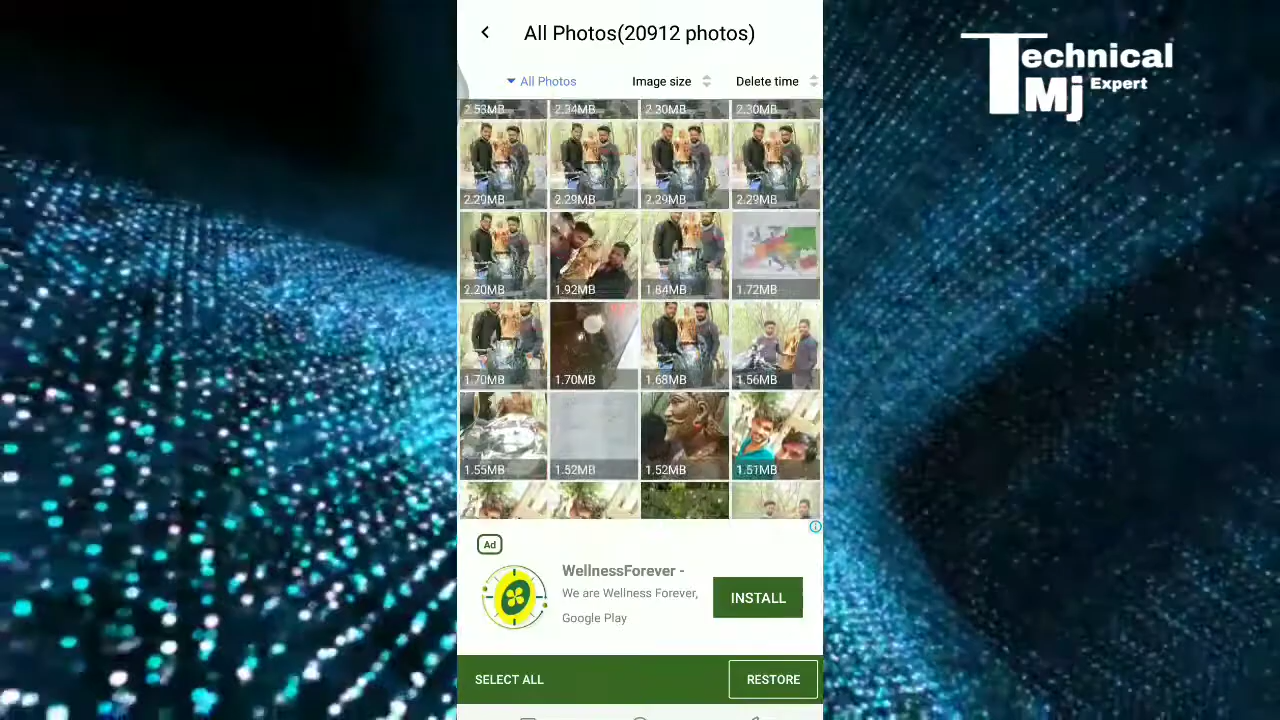 All Photos(20912 photos)
Technical
Mj Expert
All Photos
Image size
Delete time
2.53MB
2.34MB
2.30MB
2.30MB
2.29MB
2.29MB
2.29MB
2.29MB
2.20MB
1.92MB
1.84MB
1.72MB
1.70MB
1.70MB
1.68MB
1.56MB
1.55MB
1.52MB
1.52MB
1.51MB
Ad
WellnessForever -
We are Wellness Forever,
Google Play
INSTALL
SELECT ALL
RESTORE